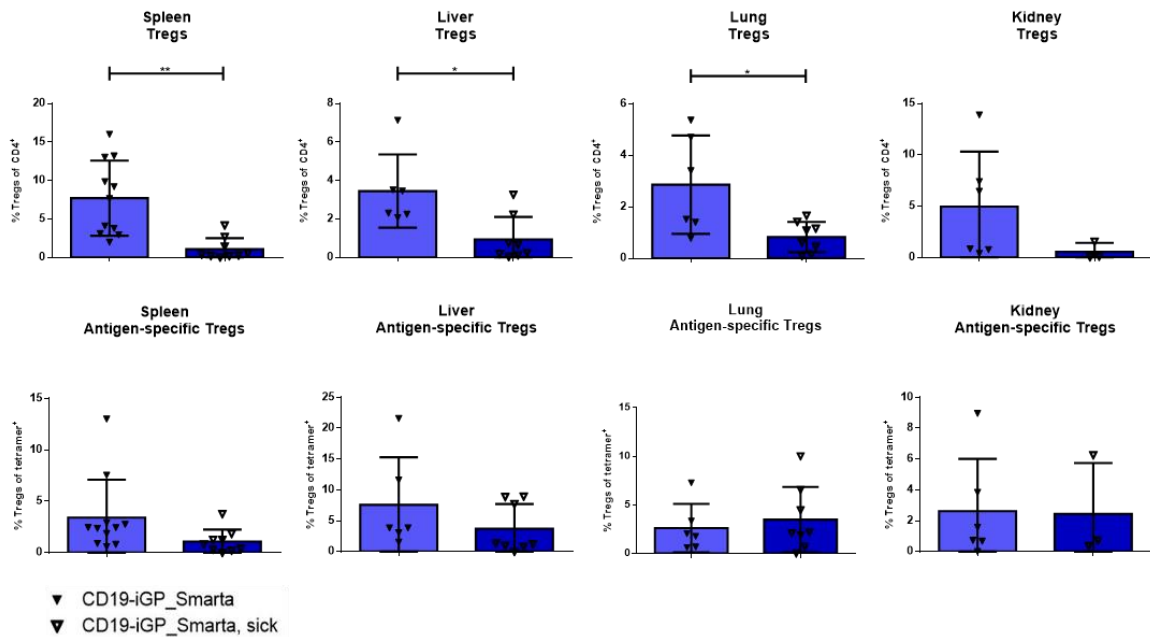 Spleen
Tregs
**
% Tregs of CD4+
20
15
10
5
0
Liver
Tregs
*
% Tregs of CD4+
8
6
4
2
0
Lung
Tregs
*
% Tregs of CD4+
6
4
2
0
Kidney
Tregs
% Tregs of CD4+
15
10
5
0
Spleen
Antigen-specific Tregs
% Tregs of tetramer+
15
10
5
0
Liver
Antigen-specific Tregs
% Tregs of tetramer+
25
20
15
10
5
0
Lung
Antigen-specific Tregs
% Tregs of tetramer+
15
10
5
0
Kidney
Antigen-specific Tregs
% Tregs of tetramer+
10
8
6
4
2
0
CD19-iGP_Smarta
CD19-iGP_Smarta, sick